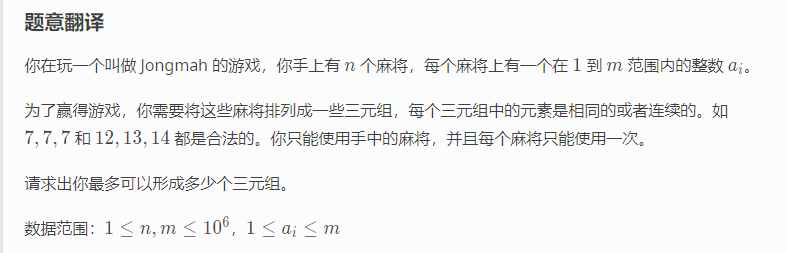 题意翻译
你在玩一个叫做 Jongmah 的游戏，你手上有 n 个麻将，每个麻将上有一个在 1 到 m 范围内的整数 a_i。
为了赢得游戏，你需要将这些麻将排列成一些三元组，每个三元组中的元素是相同的或者连续的。如
7, 7, 7 和 12, 13, 14 都是合法的。你只能使用手中的麻将，并且每个麻将只能使用一次。
请求出你最多可以形成多少个三元组。
数据范围：1 ≤ n, m ≤ 10^6，1 ≤ a_i ≤ m